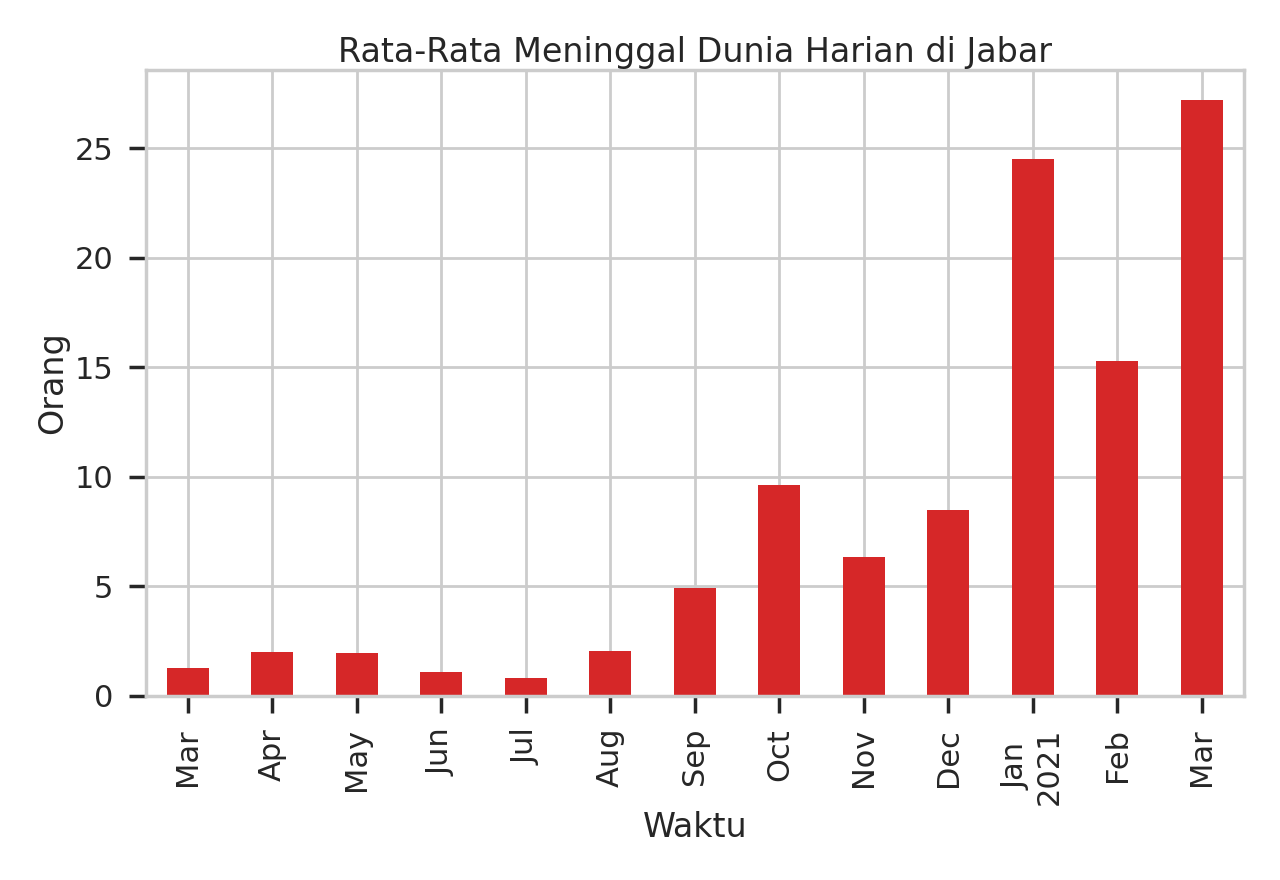 Rata-Rata Meninggal Dunia Harian di Jabar
Orang
25
20
15
10
5
0
Mar
Apr
May
Jun
Jul
Aug
Sep
Oct
Nov
Dec
Jan
2021
Feb
Mar
Waktu